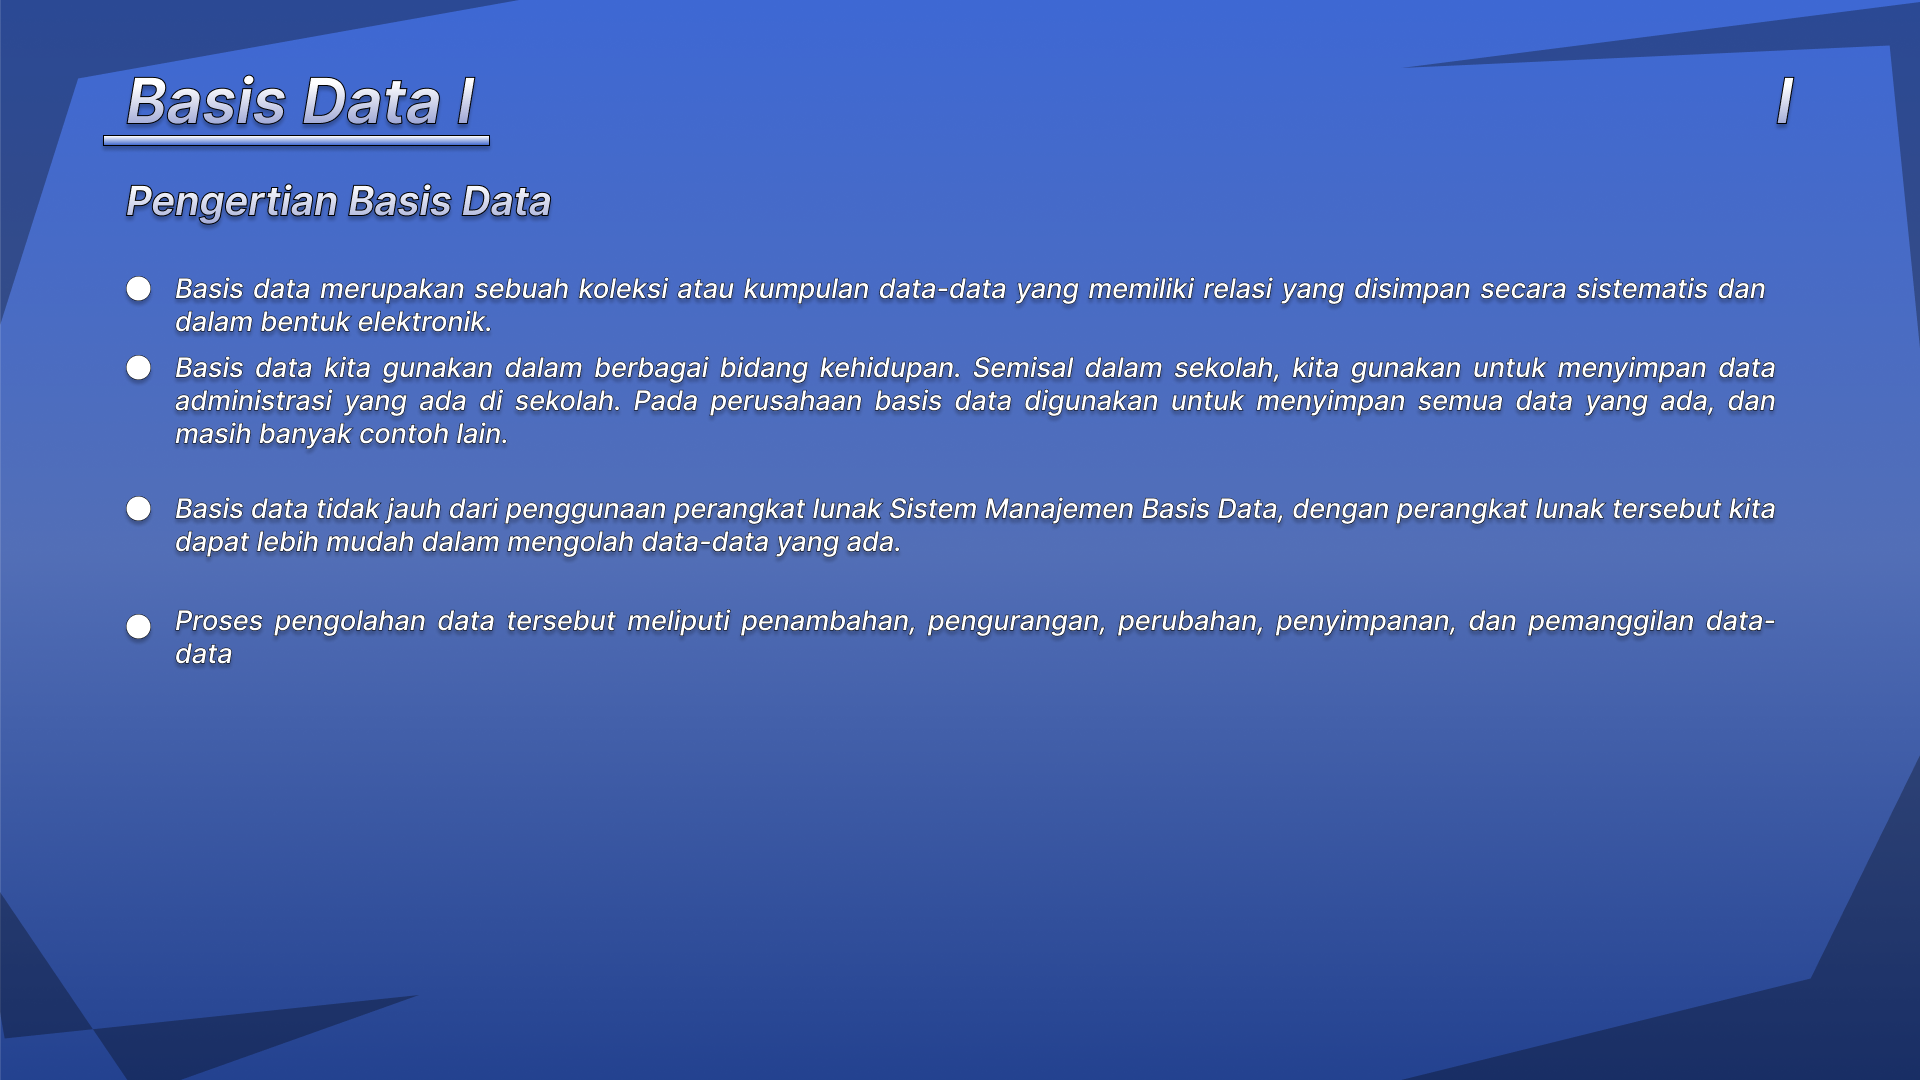 Basis Data I
I
Pengertian Basis Data
Basis data merupakan sebuah koleksi atau kumpulan data-data yang memiliki relasi yang disimpan secara sistematis dan
dalam bentuk elektronik.
Basis data kita gunakan dalam berbagai bidang kehidupan. Semisal dalam sekolah, kita gunakan untuk menyimpan data
administrasi yang ada di sekolah. Pada perusahaan basis data digunakan untuk menyimpan semua data yang ada, dan
masih banyak contoh lain.
Basis data tidak jauh dari penggunaan perangkat lunak Sistem Manajemen Basis Data, dengan perangkat lunak tersebut kita
dapat lebih mudah dalam mengolah data-data yang ada.
Proses pengolahan data tersebut meliputi penambahan, pengurangan, perubahan, penyimpanan, dan pemanggilan data-
data